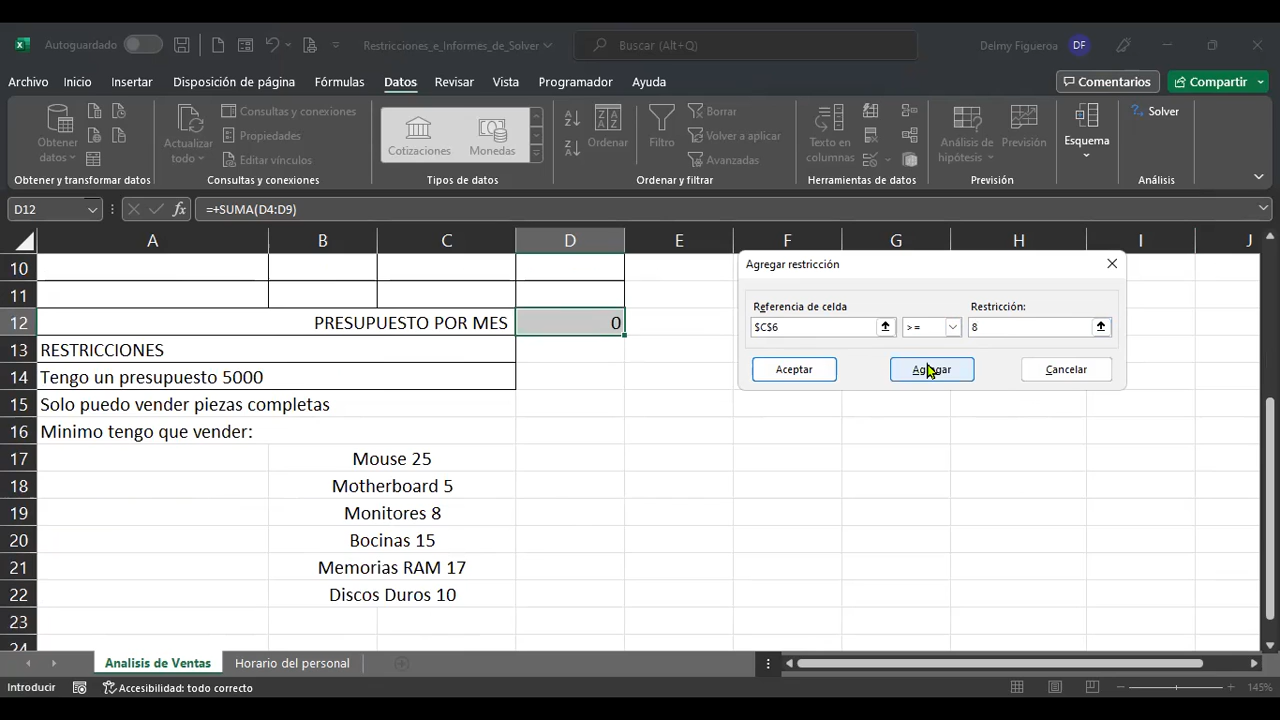 Autoguardado
Restricciones_e_Informes_de_Solver
Buscar (Alt+Q)
Delmy Figueroa
DF
Archivo Inicio Insertar Disposición de página Fórmulas Datos Revisar Vista Programador Ayuda
Comentarios
Compartir
Obtener datos
Actualizar todo
Consultas y conexiones
Propiedades
Editar vínculos
Cotizaciones
Monedas
Ordenar
Filtro
Borrar
Volver a aplicar
Avanzadas
Texto en columnas
Análisis de hipótesis
Previsión
Esquema
Solver
Obtener y transformar datos
Consultas y conexiones
Tipos de datos
Ordenar y filtrar
Herramientas de datos
Previsión
Análisis
D12
fx
=+SUMA(D4:D9)
A B C D E F G H I J
10
11
12 PRESUPUESTO POR MES 0
13 RESTRICCIONES
14 Tengo un presupuesto 5000
15 Solo puedo vender piezas completas
16 Minimo tengo que vender:
17 Mouse 25
18 Motherboard 5
19 Monitores 8
20 Bocinas 15
21 Memorias RAM 17
22 Discos Duros 10
23
24
Agregar restricción
Referencia de celda
Restricción:
$C$6
>=
8
Aceptar
Agregar
Cancelar
Analisis de Ventas
Horario del personal
Introducir
Accesibilidad: todo correcto
145%